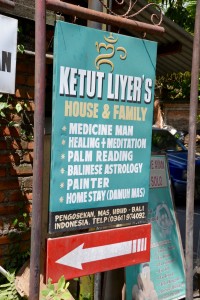 KETUT LIYER'S
HOUSE & FAMILY
MEDICINE MAN
HEALING + MEDITATION
PALM READING
BALINESE ASTROLOGY
PAINTER
HOME STAY (DAMUH MAS)
PENGOSEKAN, MAS, UBUD - BALI
INDONESIA. TELP (0361) 974092